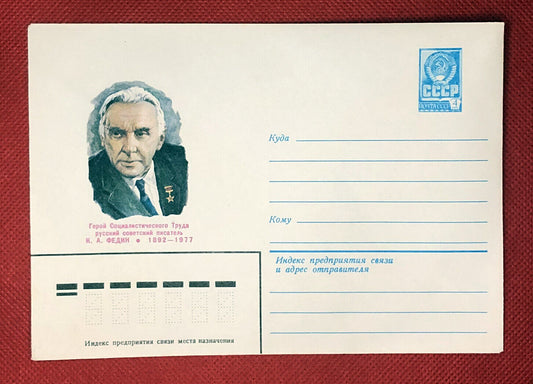 СССР
ПОЧТА СССР
4
Куда
Герой Социалистического Труда
русский советский писатель
К. А. ФЕДИН • 1892—1977
Кому
Индекс предприятия связи
и адрес отправителя
Индекс предприятия связи места назначения